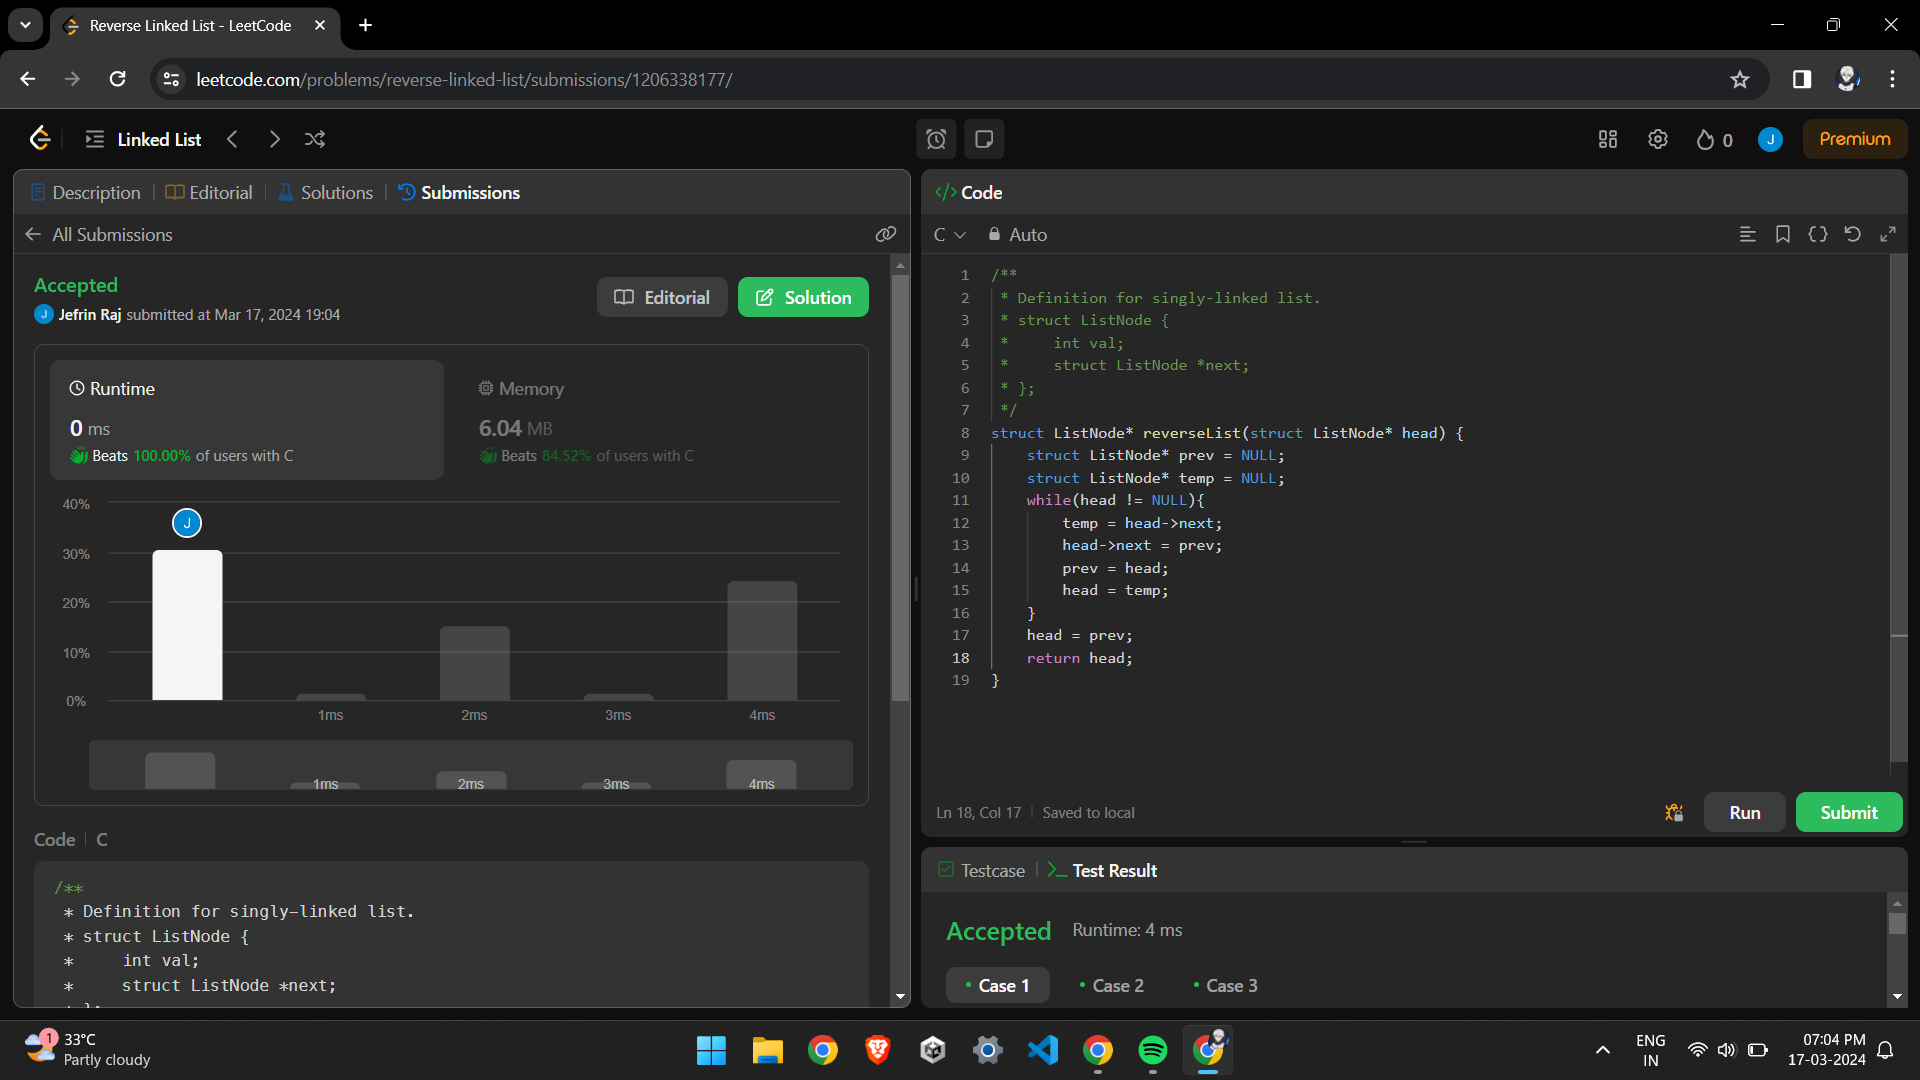 Reverse Linked List - LeetCode
leetcode.com/problems/reverse-linked-list/submissions/1206338177/
Linked List
0
J
Premium
Description
Editorial
Solutions
Submissions
All Submissions
Accepted
J Jefrin Raj submitted at Mar 17, 2024 19:04
Editorial
Solution
Runtime
0 ms
Beats 100.00% of users with C
Memory
6.04 MB
Beats 84.52% of users with C
40%
30%
20%
10%
0%
J
1ms 2ms 3ms 4ms
1ms 2ms 3ms 4ms
Code C
/**
* Definition for singly-linked list.
* struct ListNode {
*     int val;
*     struct ListNode *next;
* };
</> Code
C
Auto
1 /**
2 * Definition for singly-linked list.
3 * struct ListNode {
4 *     int val;
5 *     struct ListNode *next;
6 * };
7 */
8 struct ListNode* reverseList(struct ListNode* head) {
9     struct ListNode* prev = NULL;
10     struct ListNode* temp = NULL;
11     while(head != NULL){
12         temp = head->next;
13         head->next = prev;
14         prev = head;
15         head = temp;
16     }
17     head = prev;
18     return head;
19 }
Ln 18, Col 17
Saved to local
Run
Submit
Testcase
Test Result
Accepted Runtime: 4 ms
• Case 1 • Case 2 • Case 3
1
33°C
Partly cloudy
ENG
IN
07:04 PM
17-03-2024